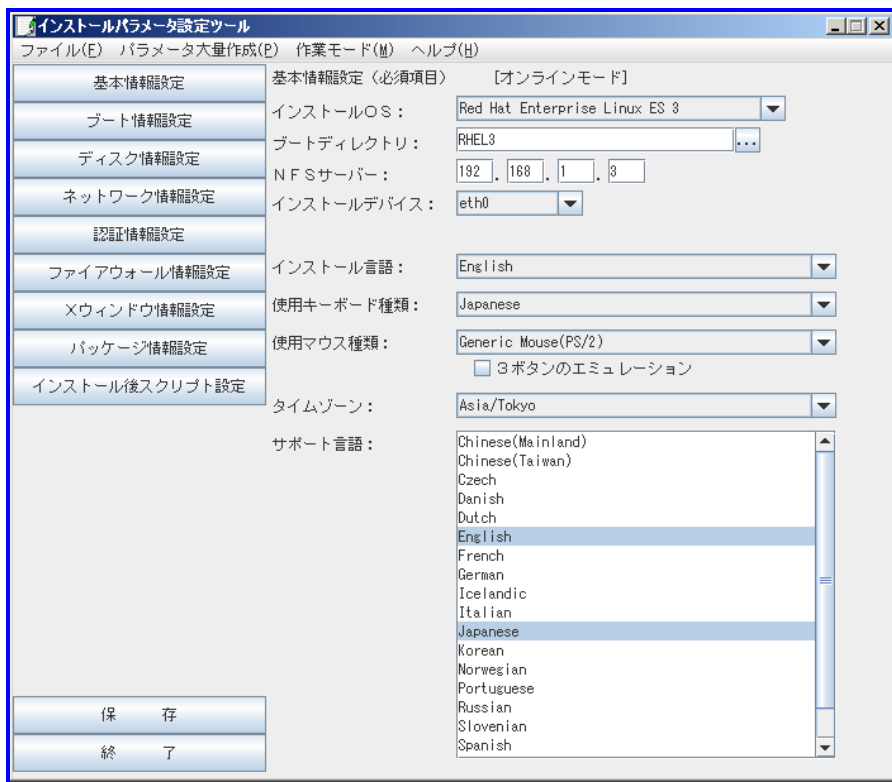 インストールパラメータ設定ツール
ファイル(F) パラメータ大量作成(P) 作業モード(M) ヘルプ(H)
基本情報設定
ブート情報設定
ディスク情報設定
ネットワーク情報設定
認証情報設定
ファイアウォール情報設定
Xウィンドウ情報設定
パッケージ情報設定
インストール後スクリプト設定
保 存
終 了
基本情報設定（必須項目） [オンラインモード]
インストールOS： Red Hat Enterprise Linux ES 3
ブートディレクトリ： RHEL3 ...
NFSサーバー： 192 . 168 . 1 . 3
インストールデバイス： eth0
インストール言語： English
使用キーボード種類： Japanese
使用マウス種類： Generic Mouse(PS/2)
3ボタンのエミュレーション
タイムゾーン： Asia/Tokyo
サポート言語：
Chinese(Mainland)
Chinese(Taiwan)
Czech
Danish
Dutch
English
French
German
Icelandic
Italian
Japanese
Korean
Norwegian
Portuguese
Russian
Slovenian
Spanish